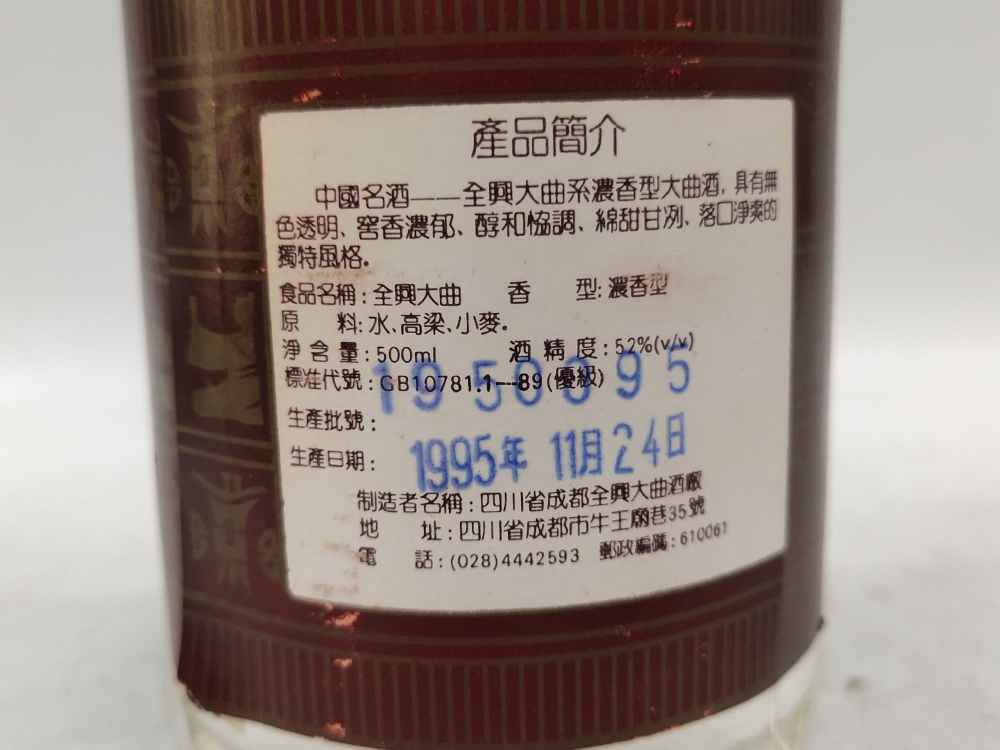 產品簡介
中國名酒——全興大曲系濃香型大曲酒,具有無
色透明、窖香濃郁、醇和恊調、綿甜甘冽、落口淨爽的
獨特風格。
食品名稱:全興大曲 香 型:濃香型
原 料:水、高梁、小麥。
淨含量:500ml 酒精度:52%(v/v)
標准代號:GB10781.1—89(優級)
生產批號: 
生產日期: 1995年 11月24日
制造者名稱:四川省成都全興大曲酒廠
地 址:四川省成都市牛王廟巷35號
電 話:(028)4442593 郵政編碼:610061